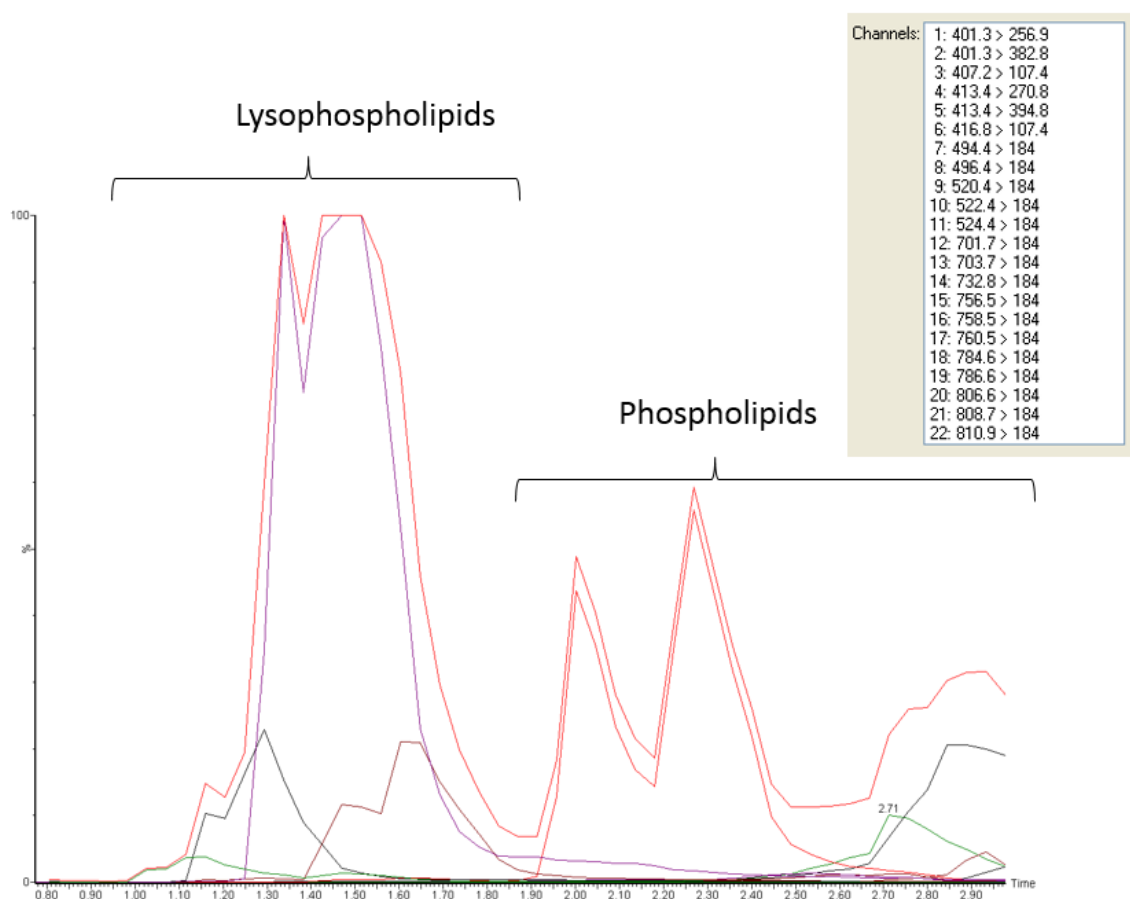 Channels:
1: 401.3 > 256.9
2: 401.3 > 382.8
3: 407.2 > 107.4
4: 413.4 > 270.8
5: 413.4 > 394.8
6: 416.8 > 107.4
7: 494.4 > 184
8: 496.4 > 184
9: 520.4 > 184
10: 522.4 > 184
11: 524.4 > 184
12: 701.7 > 184
13: 703.7 > 184
14: 732.8 > 184
15: 756.5 > 184
16: 758.5 > 184
17: 760.5 > 184
18: 784.6 > 184
19: 786.6 > 184
20: 806.6 > 184
21: 808.7 > 184
22: 810.9 > 184
Lysophospholipids
Phospholipids
100
%
2.71
0
Time
0.80 0.90 1.00 1.10 1.20 1.30 1.40 1.50 1.60 1.70 1.80 1.90 2.00 2.10 2.20 2.30 2.40 2.50 2.60 2.70 2.80 2.90